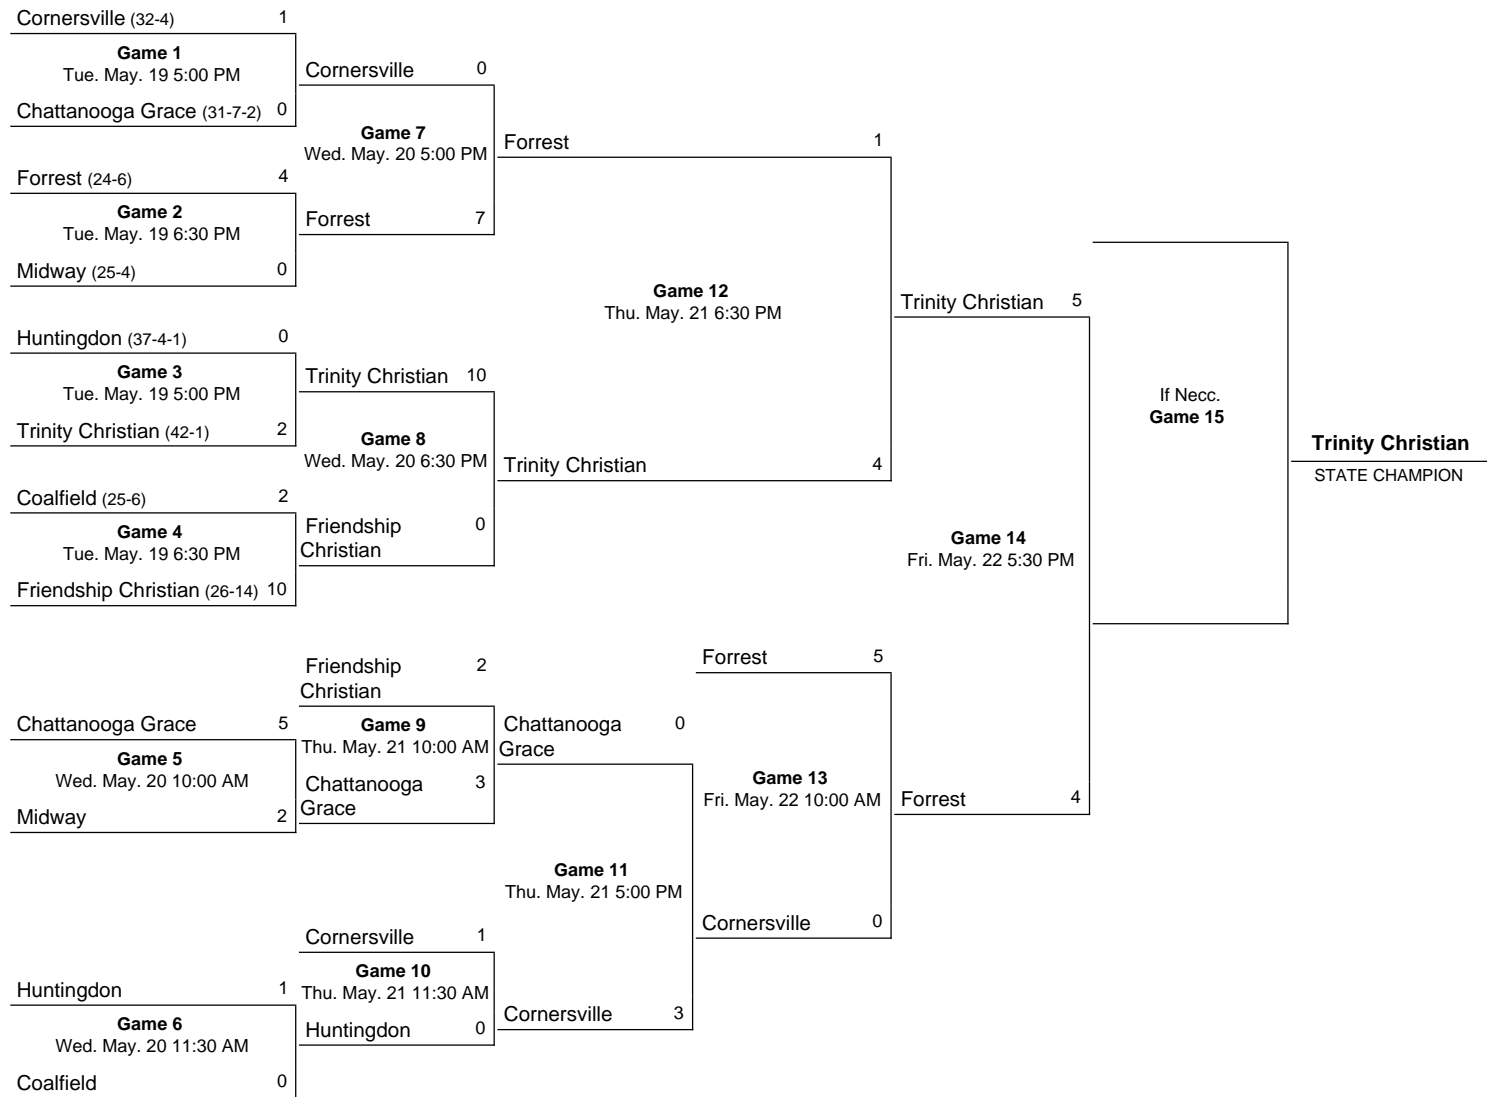 Cornersville (32-4) 1
Game 1
Tue. May. 19 5:00 PM
Chattanooga Grace (31-7-2) 0
Forrest (24-6) 4
Game 2
Tue. May. 19 6:30 PM
Midway (25-4) 0
Huntingdon (37-4-1) 0
Game 3
Tue. May. 19 5:00 PM
Trinity Christian (42-1) 2
Coalfield (25-6) 2
Game 4
Tue. May. 19 6:30 PM
Friendship Christian (26-14) 10
Cornersville 0
Game 7
Wed. May. 20 5:00 PM
Forrest 7
Trinity Christian 10
Game 8
Wed. May. 20 6:30 PM
Friendship 0
Christian
Forrest 1
Game 12
Thu. May. 21 6:30 PM
Trinity Christian 4
Chattanooga Grace 5
Game 5
Wed. May. 20 10:00 AM
Midway 2
Huntingdon 1
Game 6
Wed. May. 20 11:30 AM
Coalfield 0
Friendship 2
Christian
Game 9
Thu. May. 21 10:00 AM
Chattanooga 3
Grace
Cornersville 1
Game 10
Thu. May. 21 11:30 AM
Huntingdon 0
Chattanooga 0
Grace
Game 11
Thu. May. 21 5:00 PM
Cornersville 3
Forrest 5
Game 13
Fri. May. 22 10:00 AM
Cornersville 0
Trinity Christian 5
Game 14
Fri. May. 22 5:30 PM
Forrest 4
If Necc.
Game 15
Trinity Christian
STATE CHAMPION